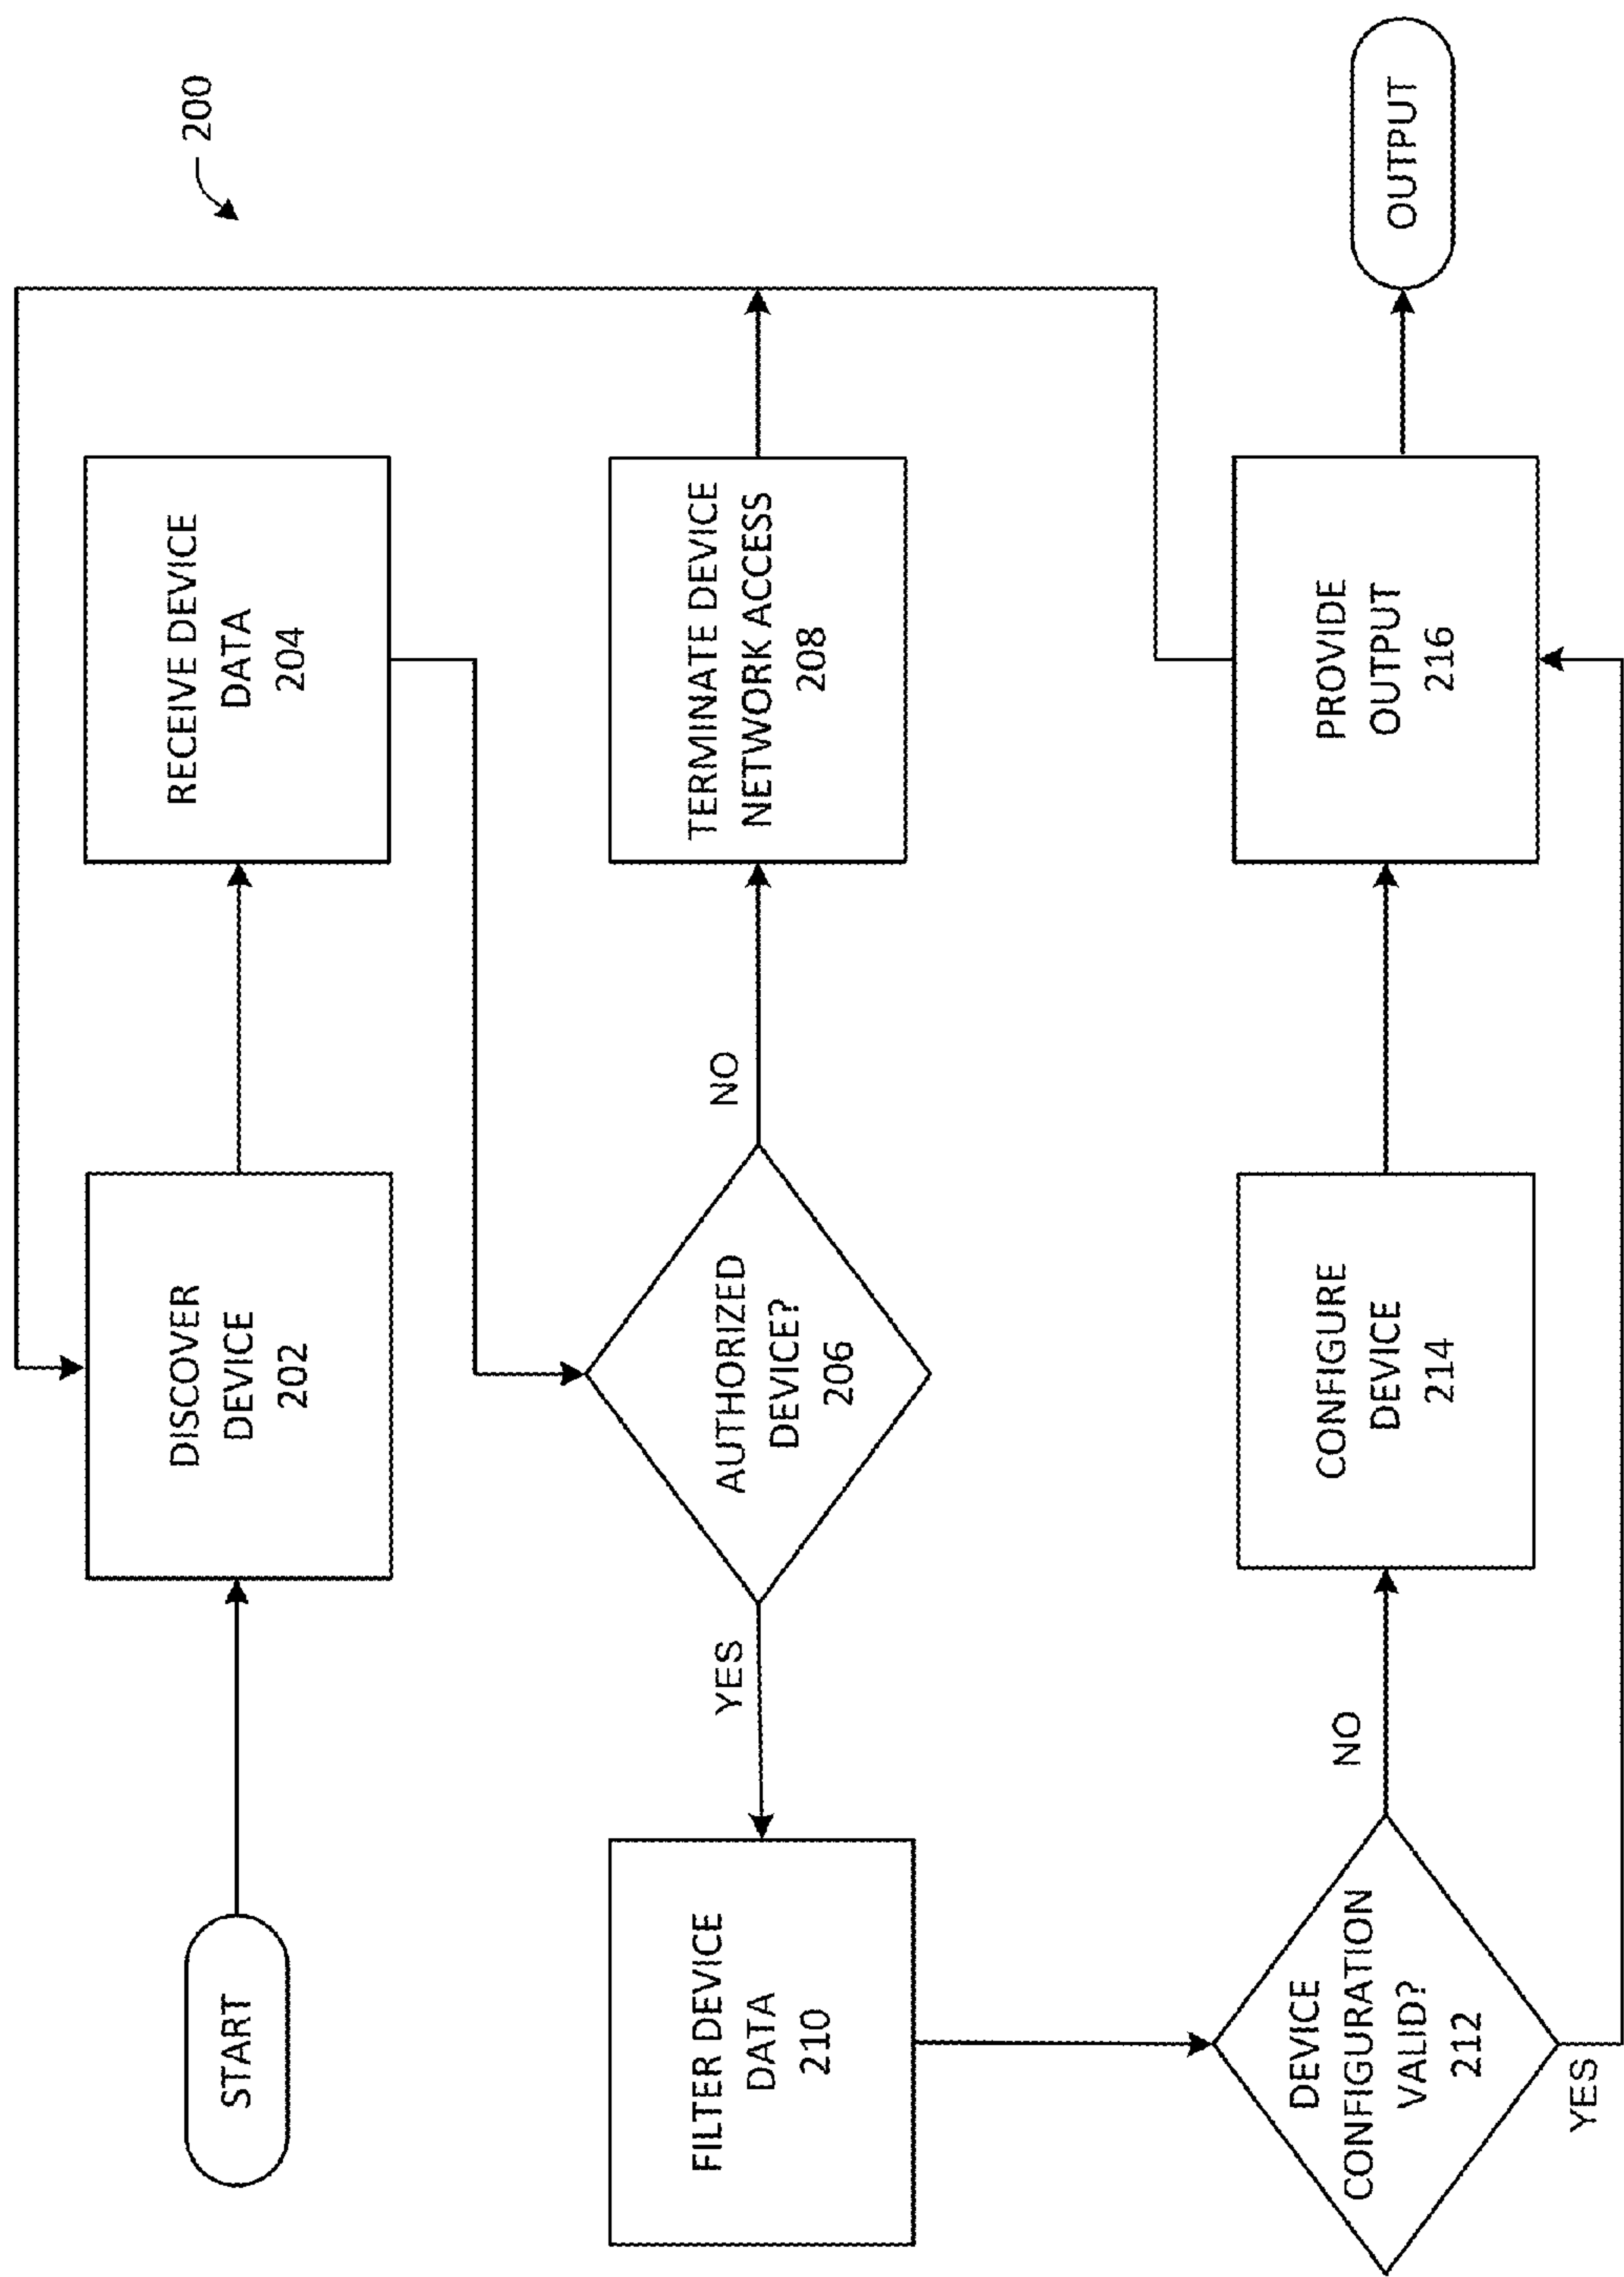 200
START
DISCOVER
DEVICE
202
RECEIVE DEVICE
DATA
204
AUTHORIZED
DEVICE?
206
NO
TERMINATE DEVICE
NETWORK ACCESS
208
YES
FILTER DEVICE
DATA
210
DEVICE
CONFIGURATION
VALID?
212
NO
CONFIGURE
DEVICE
214
PROVIDE
OUTPUT
216
OUTPUT
YES